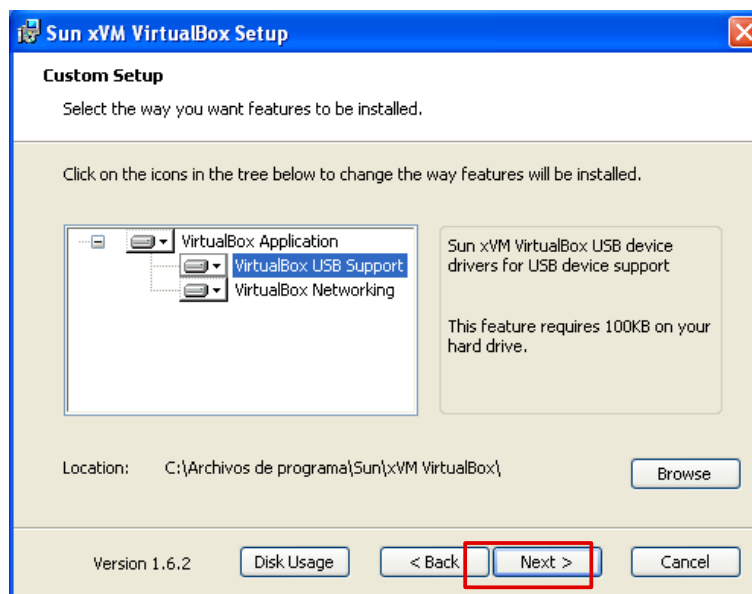 Sun xVM VirtualBox Setup
Custom Setup
Select the way you want features to be installed.
Click on the icons in the tree below to change the way features will be installed.
VirtualBox Application
VirtualBox USB Support
VirtualBox Networking
Sun xVM VirtualBox USB device
drivers for USB device support
This feature requires 100KB on your
hard drive.
Location: C:\Archivos de programa\Sun\xVM VirtualBox\
Browse
Version 1.6.2 Disk Usage < Back Next > Cancel